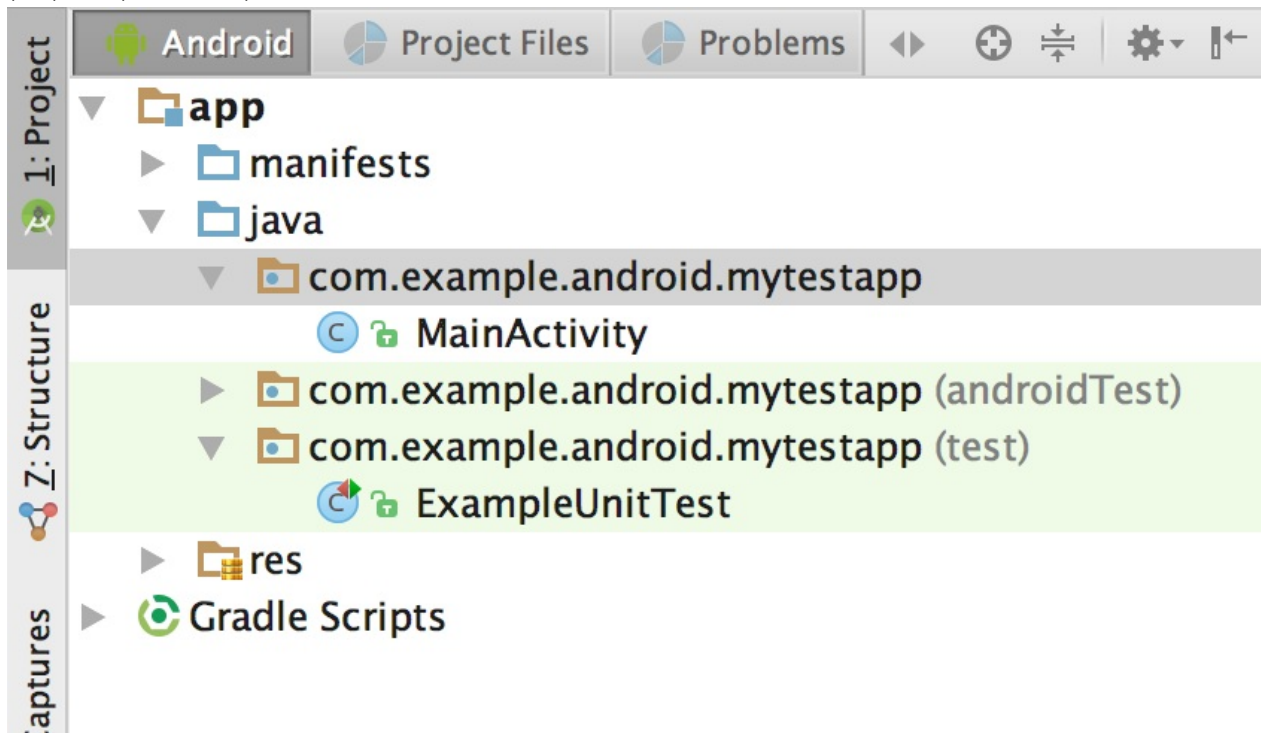 Android
Project Files
Problems
1: Project
7: Structure
app
manifests
java
com.example.android.mytestapp
C MainActivity
com.example.android.mytestapp (androidTest)
com.example.android.mytestapp (test)
C ExampleUnitTest
res
Gradle Scripts